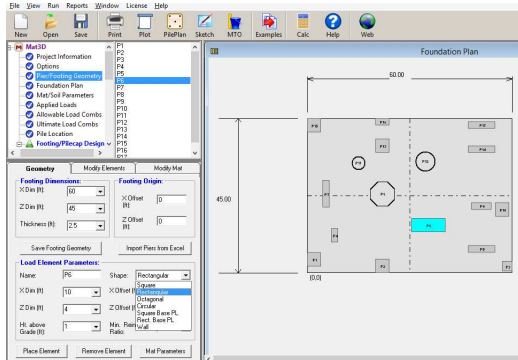 File View Run Reports Window License Help
New Open Save Print Plot PilePlan Sketch MTO Examples Calc Help Web
Mat3D
Project Information
Options
Pier/Footing Geometry
Foundation Plan
Mat/Soil Parameters
Applied Loads
Allowable Load Combs
Ultimate Load Combs
Pile Location
Footing/Pilecap Design
P1
P2
P3
P4
P5
P6
P7
P8
P9
P10
P11
P12
P13
P14
P15
P16
P17
Geometry Modify Elements Modify Mat
Footing Dimensions:
X Dim (ft): 60
Z Dim (ft): 45
Thickness (ft): 2.5
Footing Origin:
X Offset (ft): 0
Z Offset (ft): 0
Save Footing Geometry Import Piers from Excel
Load Element Parameters:
Name: P6 Shape: Rectangular
Square
Rectangular
Octagonal
Circular
Square Base PL
Rect. Base PL
Wall
X Dim (ft) 10 X Offset (f
Z Dim (ft) 4 Z Offset (f
Ht. above Grade (ft): 1 Min. Rein Ratio:
Place Element Remove Element Mat Parameters
Foundation Plan
60.00
45.00
P1
P2
(0,0)